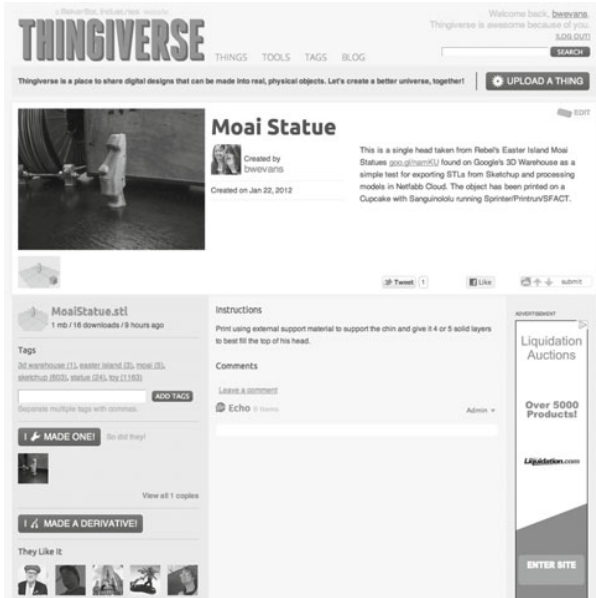 a MakerBot Industries website
Welcome back, bwevans.
Thingiverse is awesome because of you.
(LOG OUT)
THINGIVERSE
THINGS TOOLS TAGS BLOG
SEARCH
Thingiverse is a place to share digital designs that can be made into real, physical objects. Let's create a better universe, together!
UPLOAD A THING
Moai Statue
EDIT
Created by
bwevans
Created on Jan 22, 2012
This is a single head taken from Rebel's Easter Island Moai
Statues goo.gl/namKU found on Google's 3D Warehouse as a
simple test for exporting STLs from Sketchup and processing
models in Netfabb Cloud. The object has been printed on a
Cupcake with Sanguinololu running Sprinter/Printrun/SFACT.
Tweet 1
Like
submit
MoaiStatue.stl
1 mb / 16 downloads / 9 hours ago
Tags
3d warehouse (1), easter island (3), moai (5),
sketchup (803), statue (24), toy (1163)
ADD TAGS
Separate multiple tags with commas.
I MADE ONE! So did they!
View all 1 copies
I MADE A DERIVATIVE!
They Like It
Instructions
Print using external support material to support the chin and give it 4 or 5 solid layers
to best fill the top of his head.
Comments
Leave a comment
Echo 0 Items
Admin
ADVERTISEMENT
Liquidation
Auctions
Over 5000
Products!
Liquidation.com
ENTER SITE